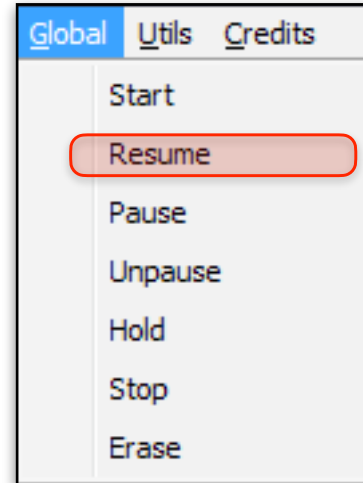 Global Utils Credits
Start
Resume
Pause
Unpause
Hold
Stop
Erase